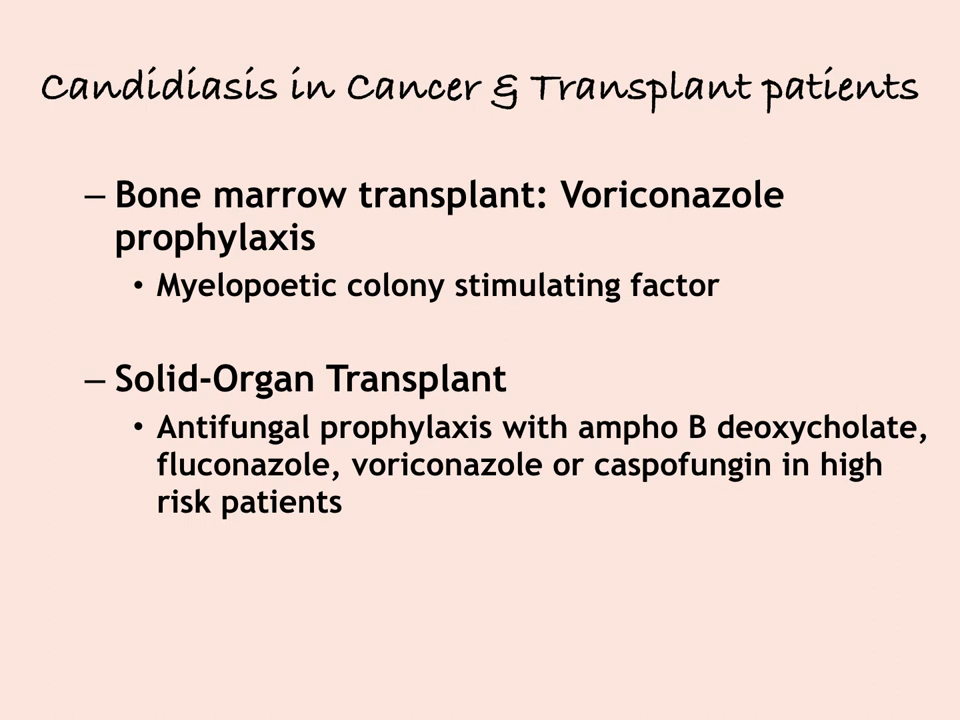 Candidiasis in Cancer & Transplant patients
– Bone marrow transplant: Voriconazole
prophylaxis
• Myelopoetic colony stimulating factor
– Solid-Organ Transplant
• Antifungal prophylaxis with ampho B deoxycholate,
fluconazole, voriconazole or caspofungin in high
risk patients